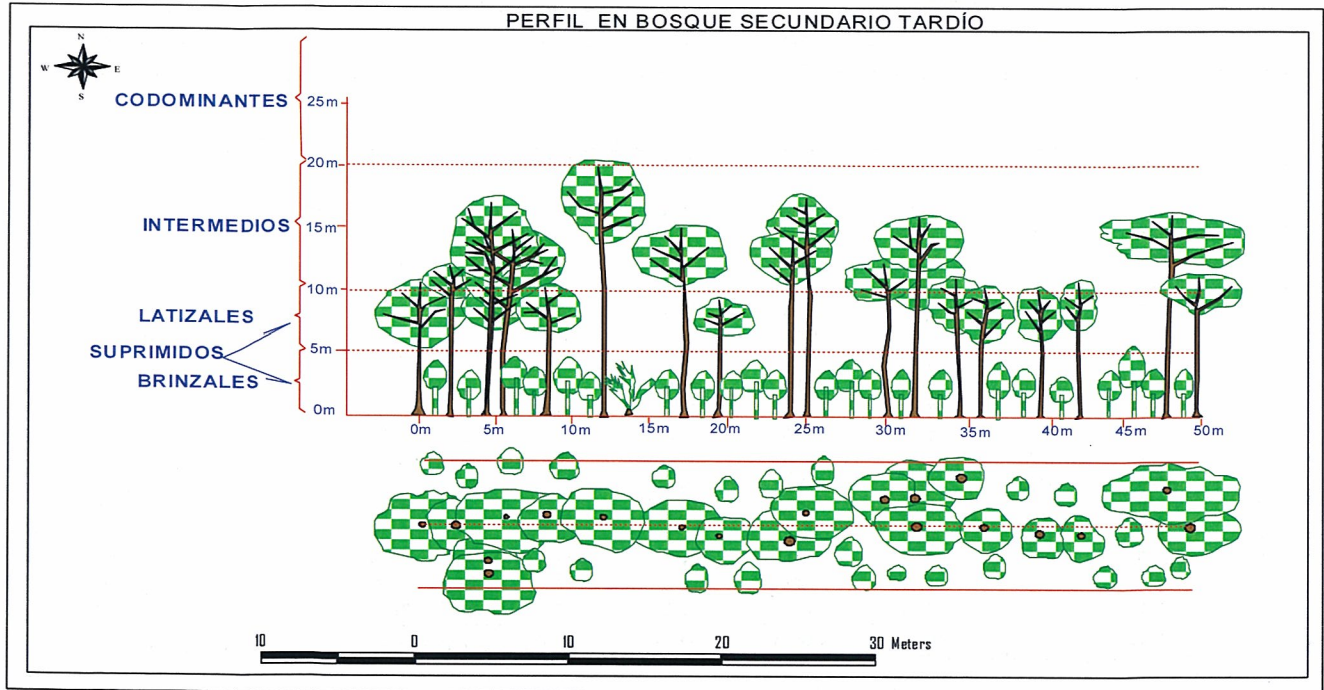 PERFIL EN BOSQUE SECUNDARIO TARDÍO
N
W E
S
CODOMINANTES
25m
20m
INTERMEDIOS
15m
10m
LATIZALES
5m
SUPRIMIDOS
BRINZALES
0m
0m 5m 10m 15m 20m 25m 30m 35m 40m 45m 50m
10 0 10 20 30 Meters